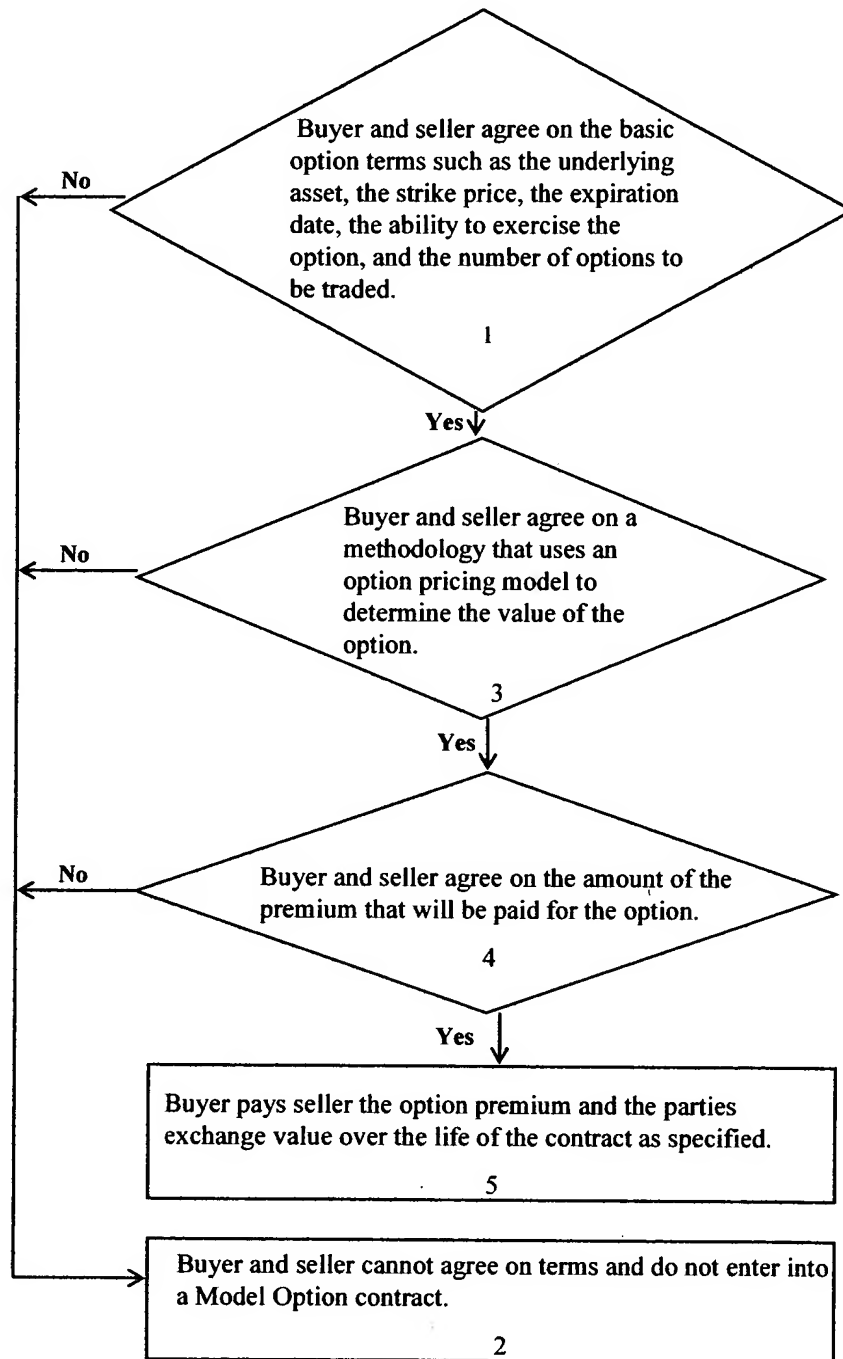 Buyer and seller agree on the basic
option terms such as the underlying
asset, the strike price, the expiration
date, the ability to exercise the
option, and the number of options to
be traded.
1
No
Yes
Buyer and seller agree on a
methodology that uses an
option pricing model to
determine the value of the
option.
3
No
Yes
Buyer and seller agree on the amount of the
premium that will be paid for the option.
4
No
Yes
Buyer pays seller the option premium and the parties
exchange value over the life of the contract as specified.
5
Buyer and seller cannot agree on terms and do not enter into
a Model Option contract.
2